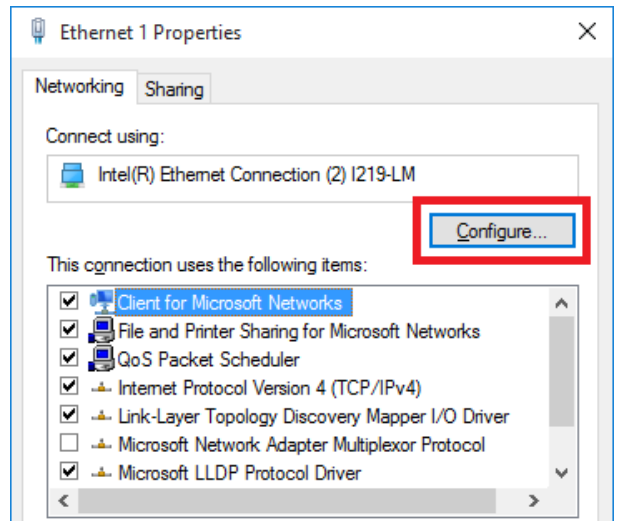 Ethernet 1 Properties
Networking
Sharing
Connect using:
Intel(R) Ethernet Connection (2) I219-LM
Configure...
This connection uses the following items:
Client for Microsoft Networks
File and Printer Sharing for Microsoft Networks
QoS Packet Scheduler
Internet Protocol Version 4 (TCP/IPv4)
Link-Layer Topology Discovery Mapper I/O Driver
Microsoft Network Adapter Multiplexor Protocol
Microsoft LLDP Protocol Driver